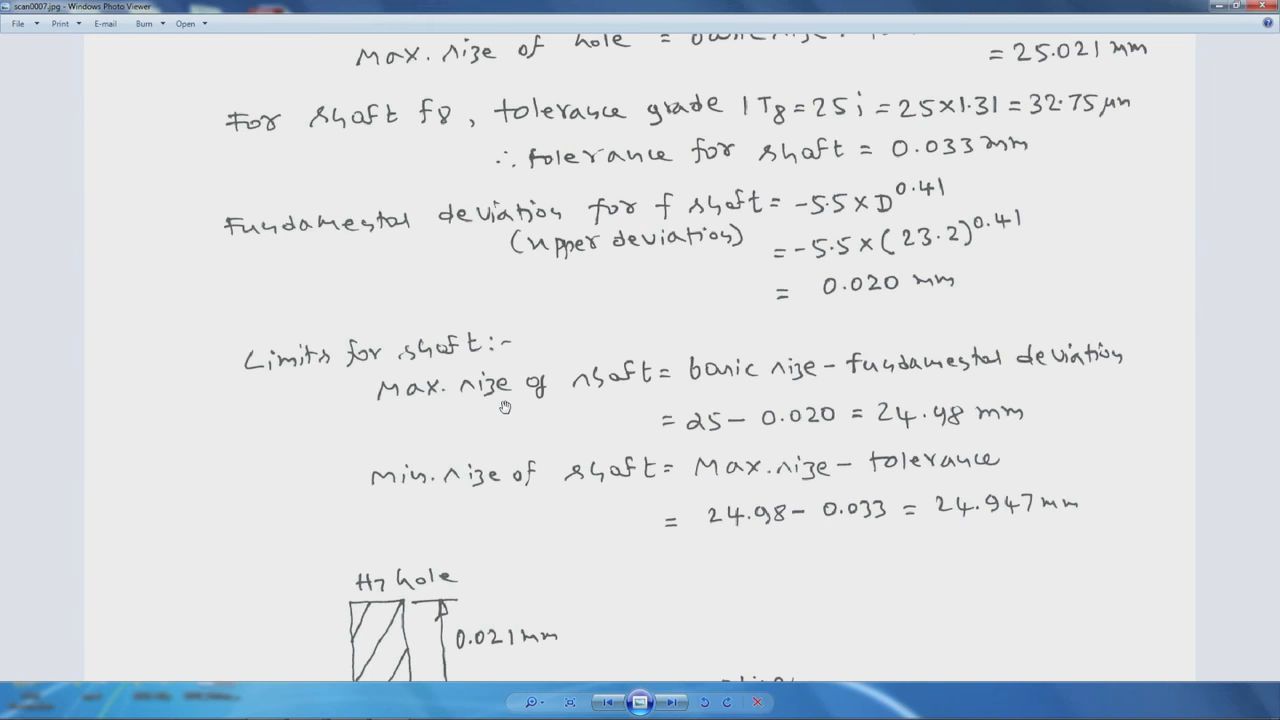 scan0007.jpg - Windows Photo Viewer
File Print E-mail Burn Open
Max. size of hole = basic size
= 25.021 mm
For shaft f8, tolerance grade IT8 = 25 i = 25×1.31 = 32.75 μm
∴ tolerance for shaft = 0.033 mm
Fundamental deviation for f shaft = -5.5 × D^0.41
(upper deviation)
= -5.5 × (23.2)^0.41
= 0.020 mm
Limits for shaft:-
Max. size of shaft = basic size - fundamental deviation
= 25 - 0.020 = 24.98 mm
Min. size of shaft = Max. size - tolerance
= 24.98 - 0.033 = 24.947 mm
H7 hole
0.021 mm